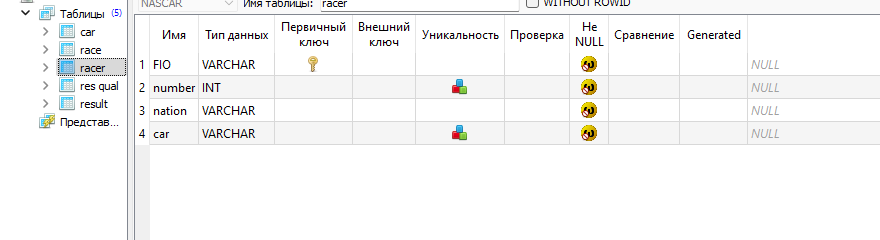 NASCAR Имя таблицы: racer WITHOUT ROWID
Таблицы (5)
car
race
racer
res qual
result
Представ...
Имя Тип данных Первичный ключ Внешний ключ Уникальность Проверка Не NULL Сравнение Generated
1 FIO VARCHAR NULL
2 number INT NULL
3 nation VARCHAR NULL
4 car VARCHAR NULL